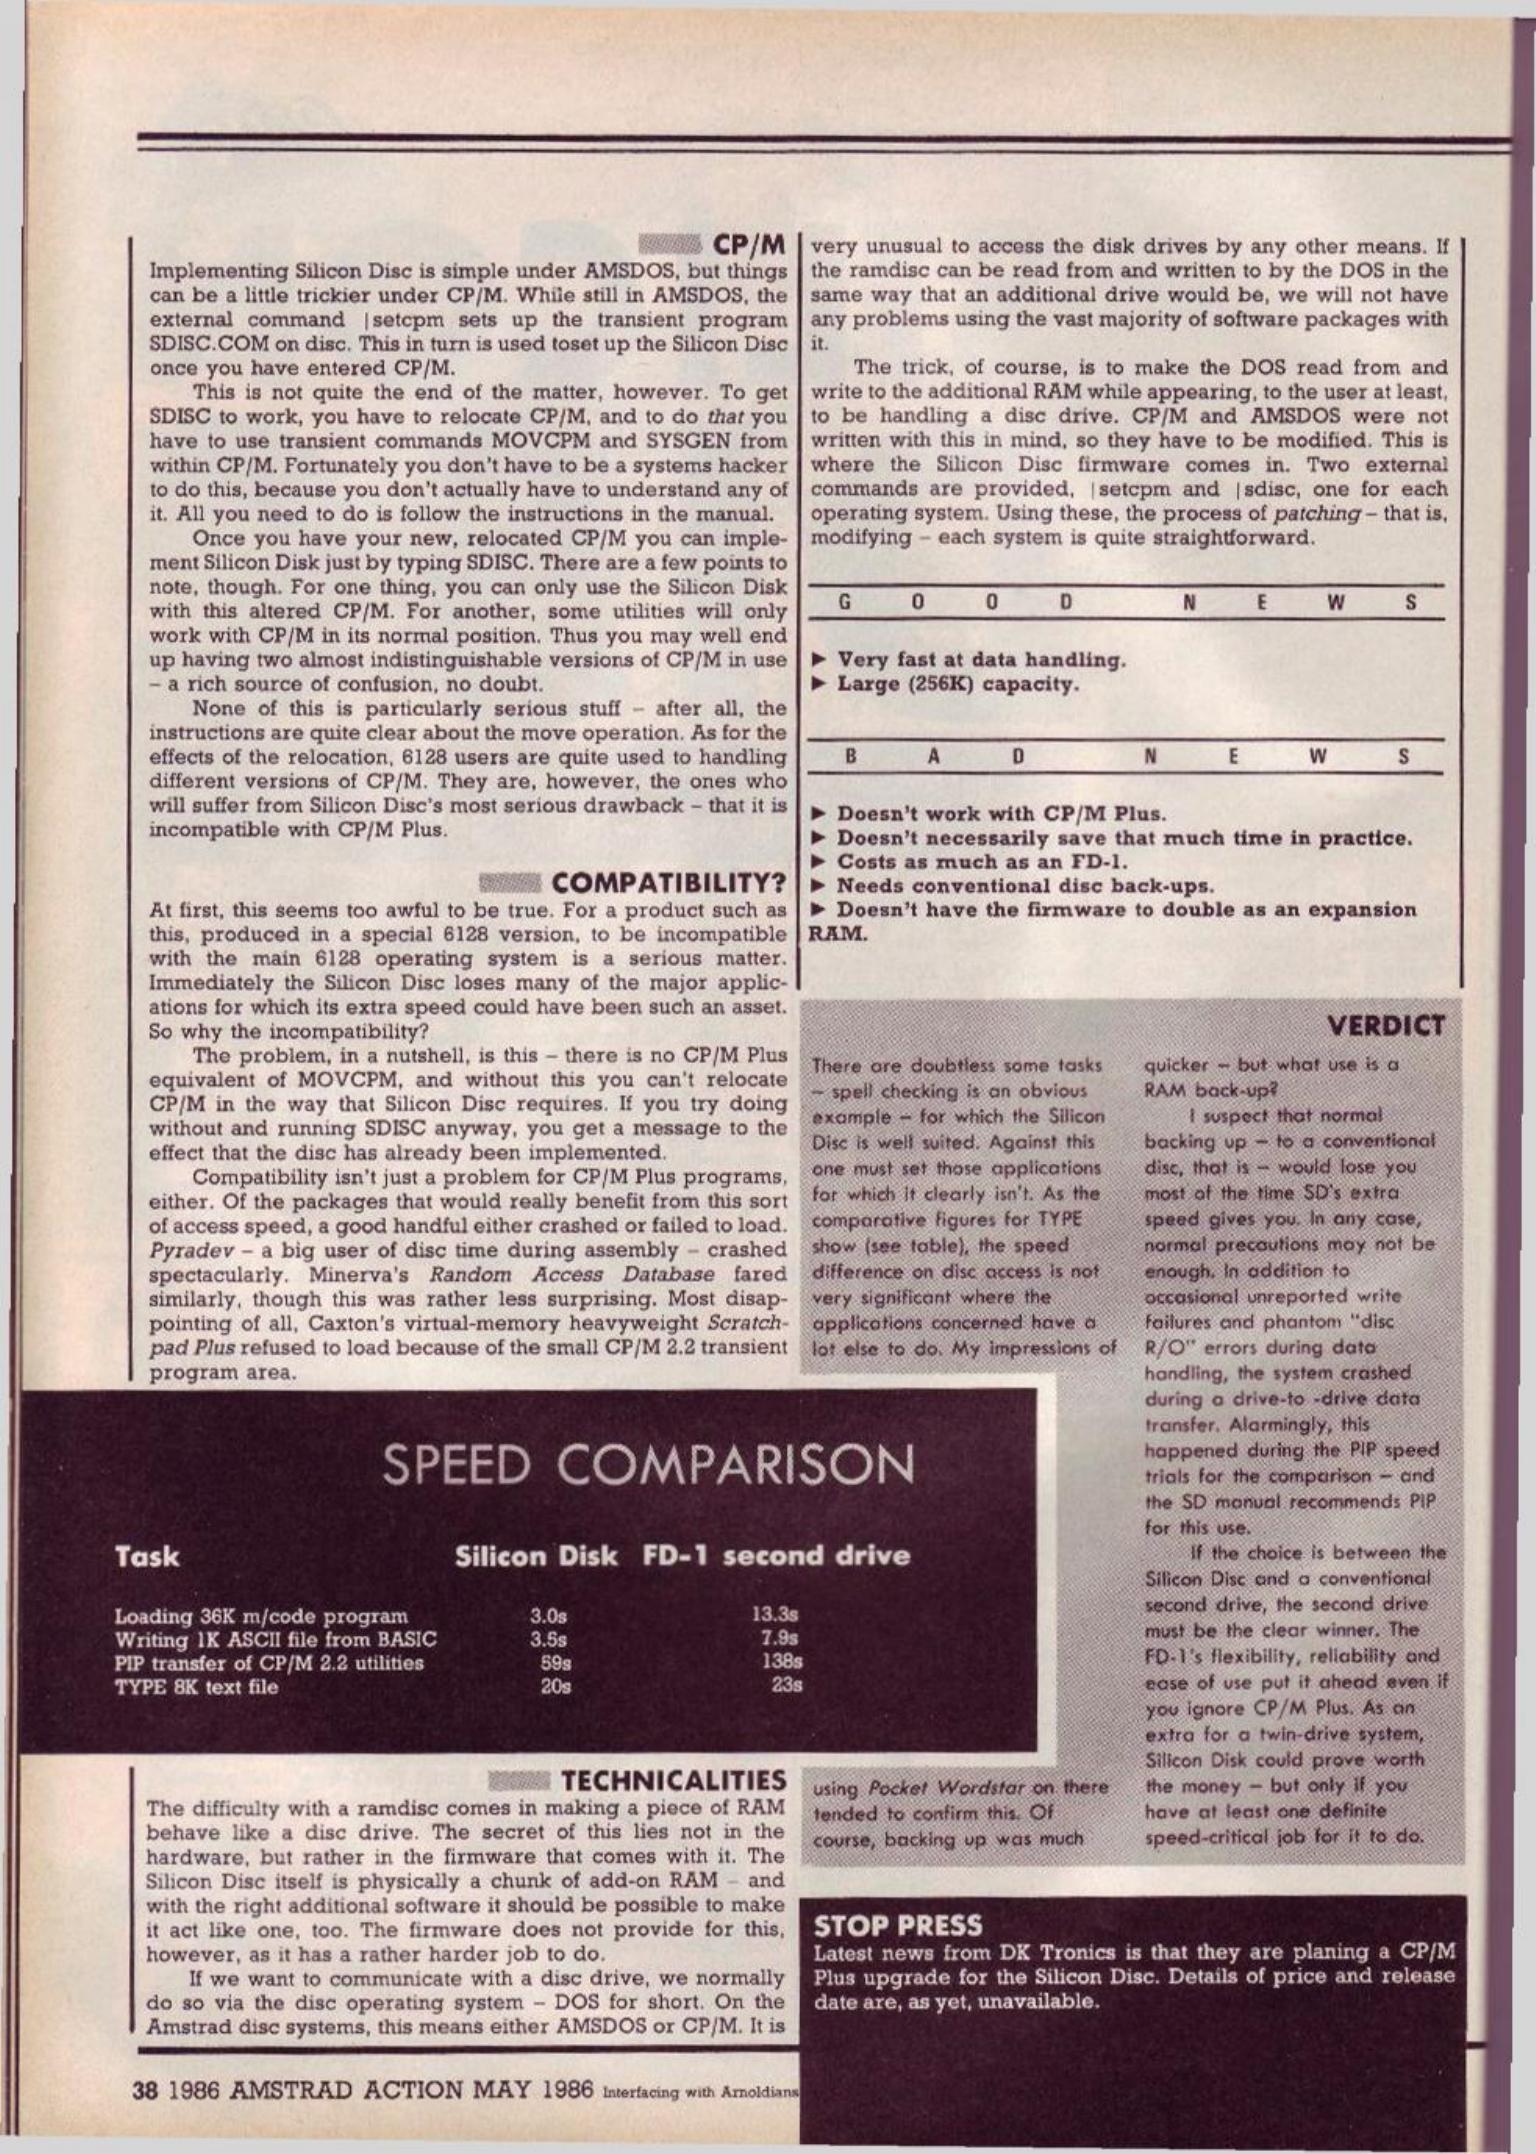 CP/M
Implementing Silicon Disc is simple under AMSDOS, but things
can be a little trickier under CP/M. While still in AMSDOS, the
external command |setcpm sets up the transient program
SDISC.COM on disc. This in turn is used toset up the Silicon Disc
once you have entered CP/M.
This is not quite the end of the matter, however. To get
SDISC to work, you have to relocate CP/M, and to do that you
have to use transient commands MOVCPM and SYSGEN from
within CP/M. Fortunately you don't have to be a systems hacker
to do this, because you don't actually have to understand any of
it. All you need to do is follow the instructions in the manual.
Once you have your new, relocated CP/M you can imple-
ment Silicon Disk just by typing SDISC. There are a few points to
note, though. For one thing, you can only use the Silicon Disk
with this altered CP/M. For another, some utilities will only
work with CP/M in its normal position. Thus you may well end
up having two almost indistinguishable versions of CP/M in use
– a rich source of confusion, no doubt.
None of this is particularly serious stuff – after all, the
instructions are quite clear about the move operation. As for the
effects of the relocation, 6128 users are quite used to handling
different versions of CP/M. They are, however, the ones who
will suffer from Silicon Disc's most serious drawback – that it is
incompatible with CP/M Plus.
COMPATIBILITY?
At first, this seems too awful to be true. For a product such as
this, produced in a special 6128 version, to be incompatible
with the main 6128 operating system is a serious matter.
Immediately the Silicon Disc loses many of the major applic-
ations for which its extra speed could have been such an asset.
So why the incompatibility?
The problem, in a nutshell, is this – there is no CP/M Plus
equivalent of MOVCPM, and without this you can't relocate
CP/M in the way that Silicon Disc requires. If you try doing
without and running SDISC anyway, you get a message to the
effect that the disc has already been implemented.
Compatibility isn't just a problem for CP/M Plus programs,
either. Of the packages that would really benefit from this sort
of access speed, a good handful either crashed or failed to load.
Pyradev – a big user of disc time during assembly – crashed
spectacularly. Minerva's Random Access Database fared
similarly, though this was rather less surprising. Most disap-
pointing of all, Caxton's virtual-memory heavyweight Scratch-
pad Plus refused to load because of the small CP/M 2.2 transient
program area.
SPEED COMPARISON
Task Silicon Disk FD-1 second drive
Loading 36K m/code program 3.0s 13.3s
Writing 1K ASCII file from BASIC 3.5s 7.9s
PIP transfer of CP/M 2.2 utilities 59s 138s
TYPE 8K text file 20s 23s
TECHNICALITIES
The difficulty with a ramdisc comes in making a piece of RAM
behave like a disc drive. The secret of this lies not in the
hardware, but rather in the firmware that comes with it. The
Silicon Disc itself is physically a chunk of add-on RAM – and
with the right additional software it should be possible to make
it act like one, too. The firmware does not provide for this,
however, as it has a rather harder job to do.
If we want to communicate with a disc drive, we normally
do so via the disc operating system – DOS for short. On the
Amstrad disc systems, this means either AMSDOS or CP/M. It is
very unusual to access the disk drives by any other means. If
the ramdisc can be read from and written to by the DOS in the
same way that an additional drive would be, we will not have
any problems using the vast majority of software packages with
it.
The trick, of course, is to make the DOS read from and
write to the additional RAM while appearing, to the user at least,
to be handling a disc drive. CP/M and AMSDOS were not
written with this in mind, so they have to be modified. This is
where the Silicon Disc firmware comes in. Two external
commands are provided, |setcpm and |sdisc, one for each
operating system. Using these, the process of patching – that is,
modifying – each system is quite straightforward.
GOOD NEWS
► Very fast at data handling.
► Large (256K) capacity.
BAD NEWS
► Doesn't work with CP/M Plus.
► Doesn't necessarily save that much time in practice.
► Costs as much as an FD-1.
► Needs conventional disc back-ups.
► Doesn't have the firmware to double as an expansion
RAM.
VERDICT
There are doubtless some tasks
– spell checking is an obvious
example – for which the Silicon
Disc is well suited. Against this
one must set those applications
for which it clearly isn't. As the
comparative figures for TYPE
show (see table), the speed
difference on disc access is not
very significant where the
applications concerned have a
lot else to do. My impressions of
using Pocket Wordstar on there
tended to confirm this. Of
course, backing up was much
quicker – but what use is a
RAM back-up?
I suspect that normal
backing up – to a conventional
disc, that is – would lose you
most of the time SD's extra
speed gives you. In any case,
normal precautions may not be
enough. In addition to
occasional unreported write
failures and phantom "disc
R/O" errors during data
handling, the system crashed
during a drive-to -drive data
transfer. Alarmingly, this
happened during the PIP speed
trials for the comparison – and
the SD manual recommends PIP
for this use.
If the choice is between the
Silicon Disc and a conventional
second drive, the second drive
must be the clear winner. The
FD-1's flexibility, reliability and
ease of use put it ahead even if
you ignore CP/M Plus. As an
extra for a twin-drive system,
Silicon Disk could prove worth
the money – but only if you
have at least one definite
speed-critical job for it to do.
STOP PRESS
Latest news from DK Tronics is that they are planing a CP/M
Plus upgrade for the Silicon Disc. Details of price and release
date are, as yet, unavailable.
38 1986 AMSTRAD ACTION MAY 1986 Interfacing with Arnoldians